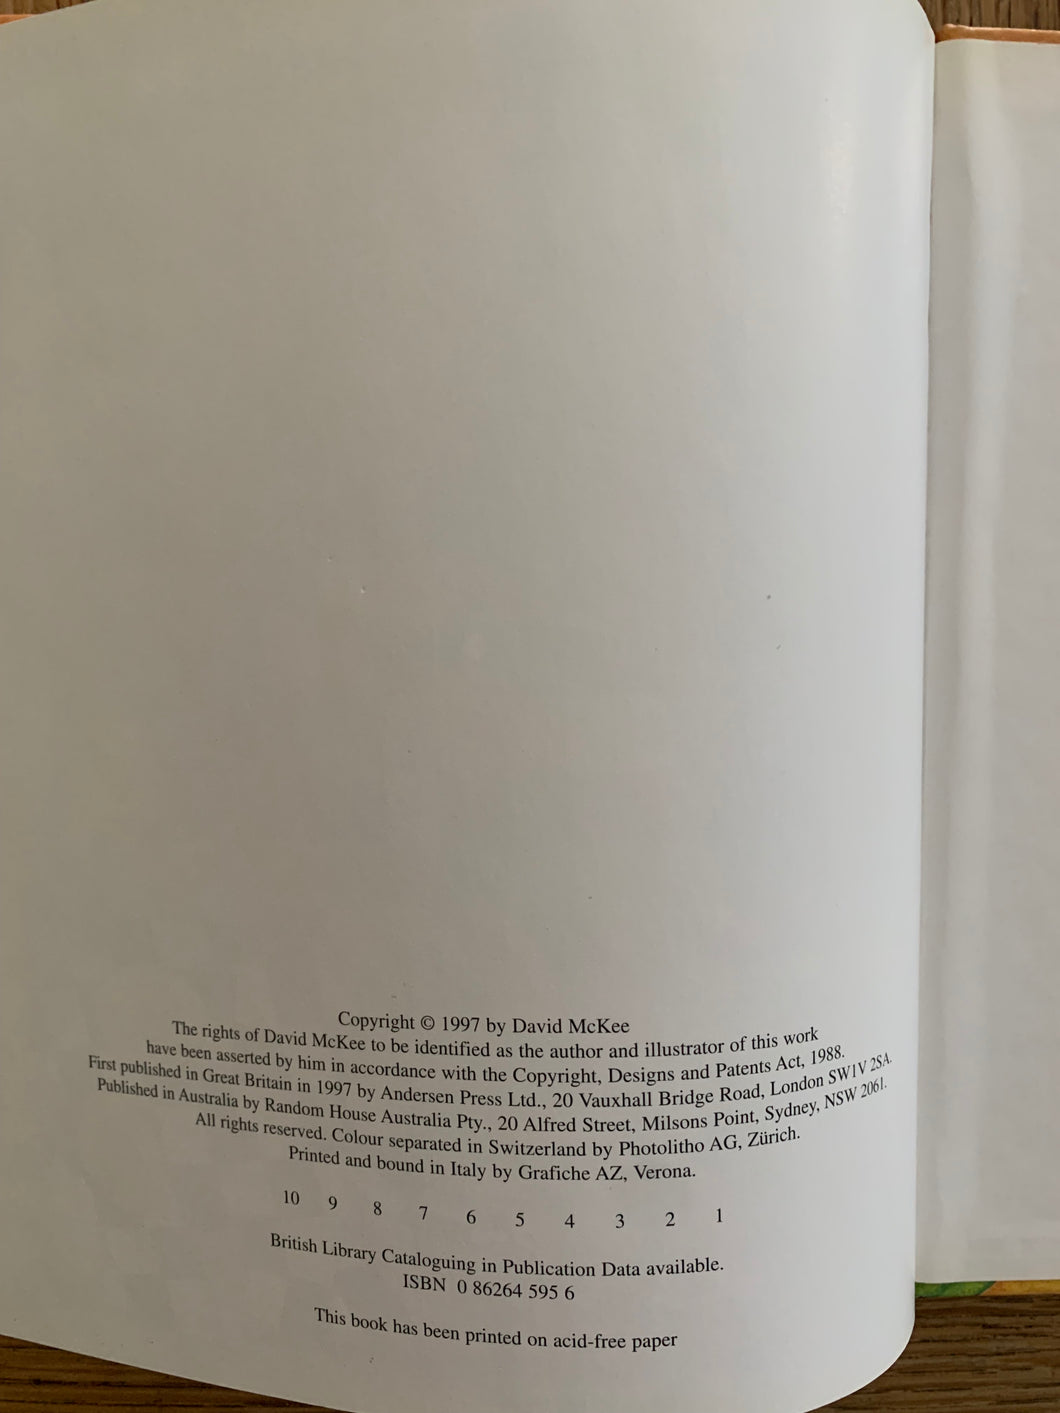 Copyright © 1997 by David McKee
The rights of David McKee to be identified as the author and illustrator of this work
have been asserted by him in accordance with the Copyright, Designs and Patents Act, 1988.
First published in Great Britain in 1997 by Andersen Press Ltd., 20 Vauxhall Bridge Road, London SW1V 2SA.
Published in Australia by Random House Australia Pty., 20 Alfred Street, Milsons Point, Sydney, NSW 2061.
All rights reserved. Colour separated in Switzerland by Photolitho AG, Zürich.
Printed and bound in Italy by Grafiche AZ, Verona.
10 9 8 7 6 5 4 3 2 1
British Library Cataloguing in Publication Data available.
ISBN 0 86264 595 6
This book has been printed on acid-free paper